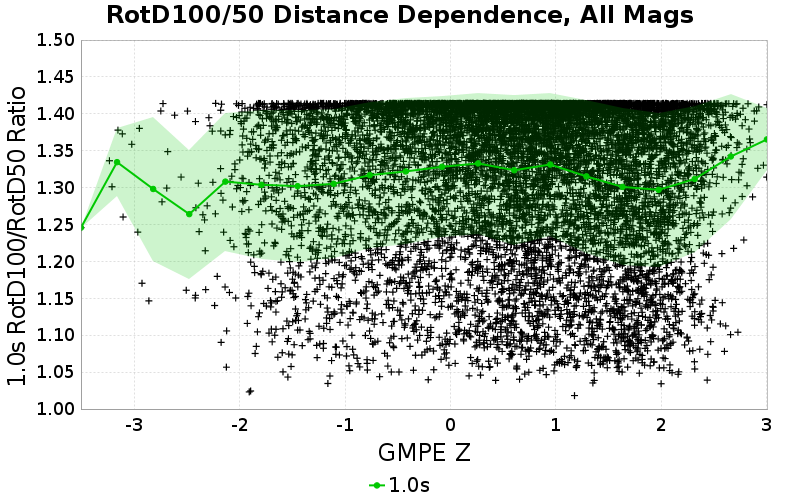 RotD100/50 Distance Dependence, All Mags
1.0s RotD100/RotD50 Ratio
1.50
1.45
1.40
1.35
1.30
1.25
1.20
1.15
1.10
1.05
1.00
-3 -2 -1 0 1 2 3
GMPE Z
1.0s